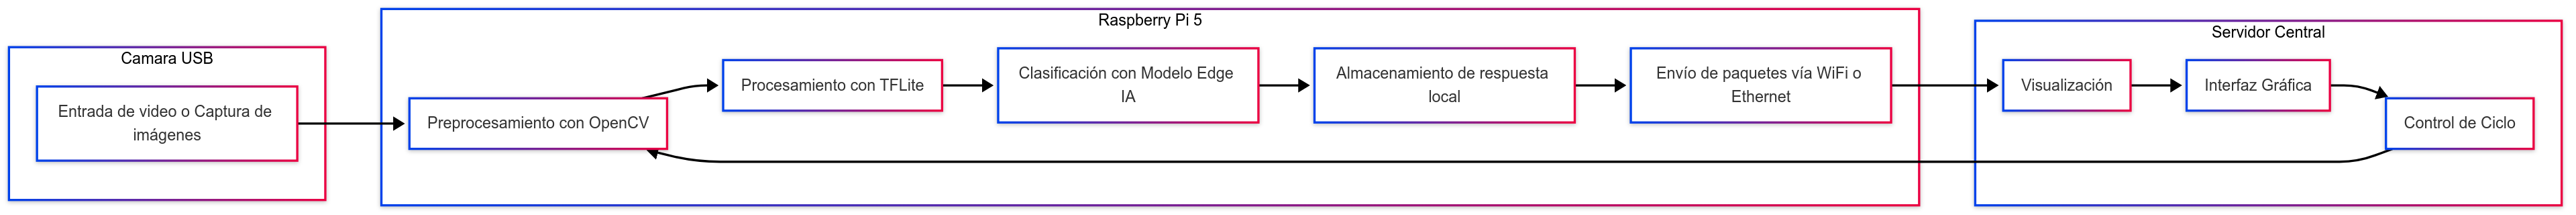 Camara USB
Entrada de video o Captura de
imágenes
Raspberry Pi 5
Preprocesamiento con OpenCV
Procesamiento con TFLite
Clasificación con Modelo Edge
IA
Almacenamiento de respuesta
local
Envío de paquetes vía WiFi o
Ethernet
Servidor Central
Visualización
Interfaz Gráfica
Control de Ciclo